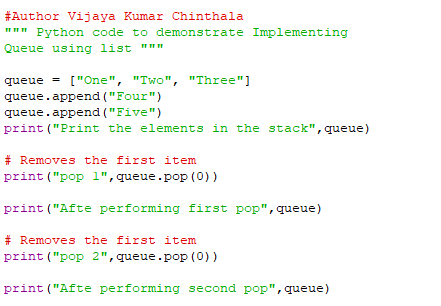 #Author Vijaya Kumar Chinthala
""" Python code to demonstrate Implementing
Queue using list """
queue = ["One", "Two", "Three"]
queue.append("Four")
queue.append("Five")
print("Print the elements in the stack",queue)
# Removes the first item
print("pop 1",queue.pop(0))
print("Afte performing first pop",queue)
# Removes the first item
print("pop 2",queue.pop(0))
print("Afte performing second pop",queue)